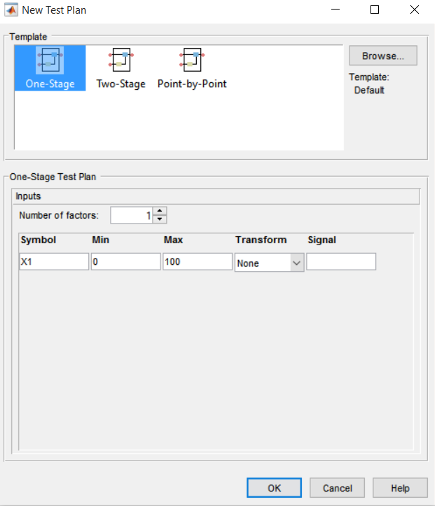 New Test Plan
Template
One-Stage Two-Stage Point-by-Point
Browse...
Template:
Default
One-Stage Test Plan
Inputs
Number of factors: 1
Symbol Min Max Transform Signal
X1 0 100 None
OK Cancel Help